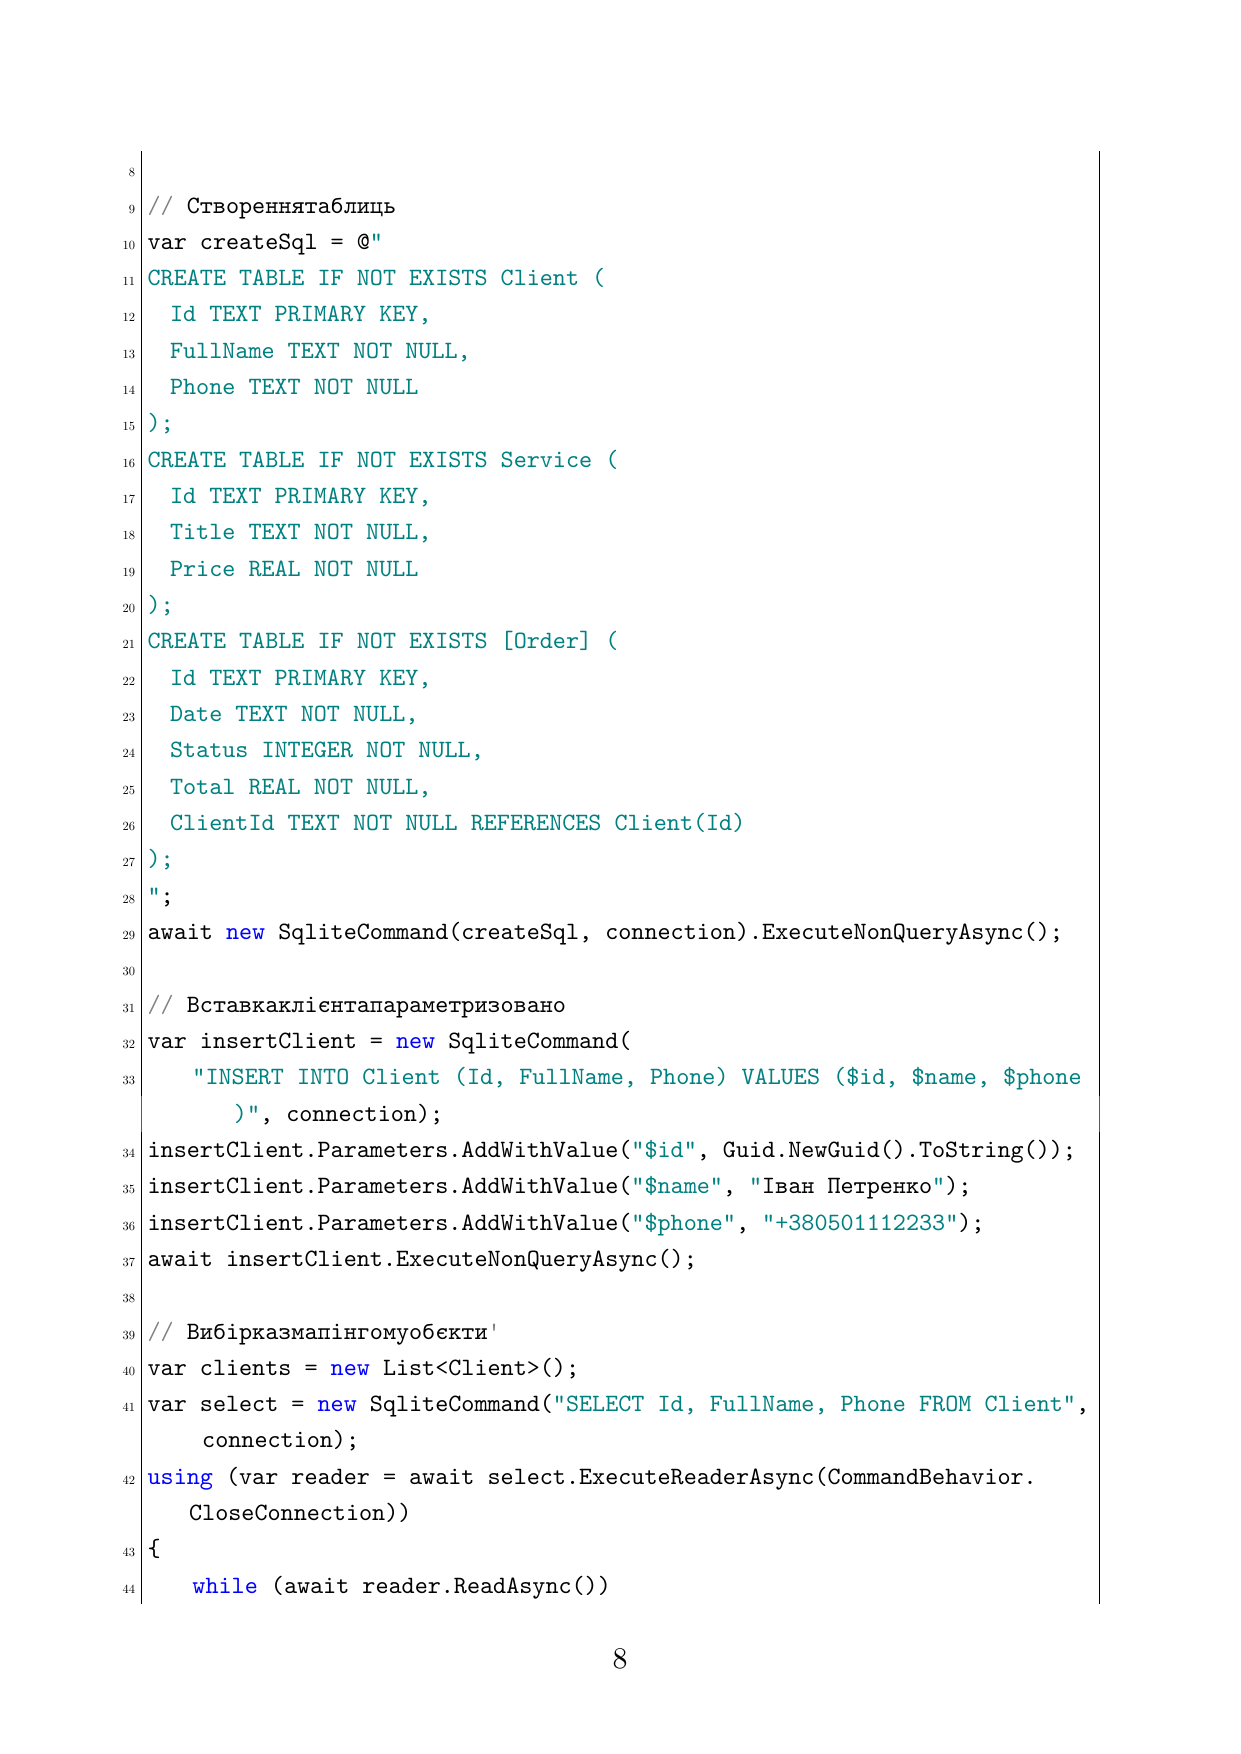 8
9 // Створеннятаблиць
10 var createSql = @"
11 CREATE TABLE IF NOT EXISTS Client (
12 Id TEXT PRIMARY KEY,
13 FullName TEXT NOT NULL,
14 Phone TEXT NOT NULL
15 );
16 CREATE TABLE IF NOT EXISTS Service (
17 Id TEXT PRIMARY KEY,
18 Title TEXT NOT NULL,
19 Price REAL NOT NULL
20 );
21 CREATE TABLE IF NOT EXISTS [Order] (
22 Id TEXT PRIMARY KEY,
23 Date TEXT NOT NULL,
24 Status INTEGER NOT NULL,
25 Total REAL NOT NULL,
26 ClientId TEXT NOT NULL REFERENCES Client(Id)
27 );
28 ";
29 await new SqliteCommand(createSql, connection).ExecuteNonQueryAsync();
30
31 // Вставкаклієнтапараметризовано
32 var insertClient = new SqliteCommand(
33 "INSERT INTO Client (Id, FullName, Phone) VALUES ($id, $name, $phone
)", connection);
34 insertClient.Parameters.AddWithValue("$id", Guid.NewGuid().ToString());
35 insertClient.Parameters.AddWithValue("$name", "Іван Петренко");
36 insertClient.Parameters.AddWithValue("$phone", "+380501112233");
37 await insertClient.ExecuteNonQueryAsync();
38
39 // Вибірказмапінгомуобєкти'
40 var clients = new List<Client>();
41 var select = new SqliteCommand("SELECT Id, FullName, Phone FROM Client",
connection);
42 using (var reader = await select.ExecuteReaderAsync(CommandBehavior.
CloseConnection))
43 {
44 while (await reader.ReadAsync())
8